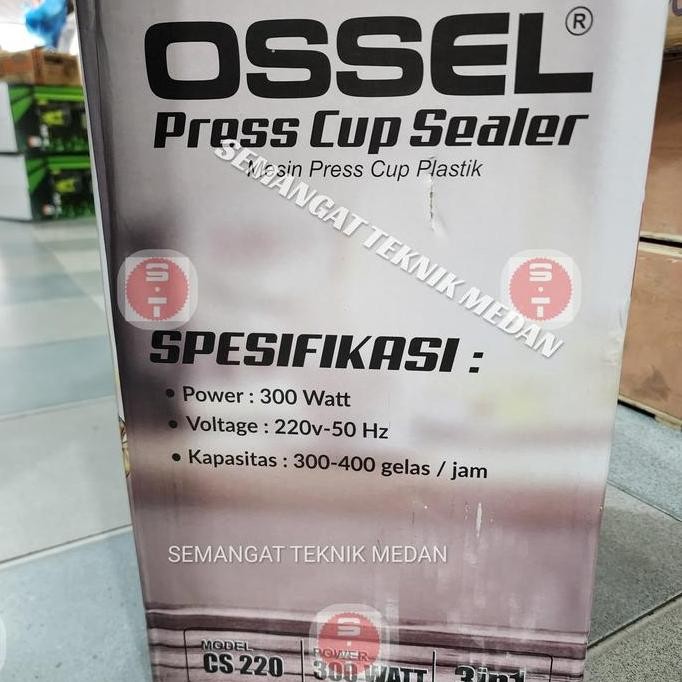 OSSEL®
Press Cup Sealer
Mesin Press Cup Plastik
SEMANGAT TEKNIK MEDAN
S·T
S·T
SPESIFIKASI :
• Power : 300 Watt
• Voltage : 220v-50 Hz
• Kapasitas : 300-400 gelas / jam
SEMANGAT TEKNIK MEDAN
MODEL
CS 220
POWER
300 WATT
3in1